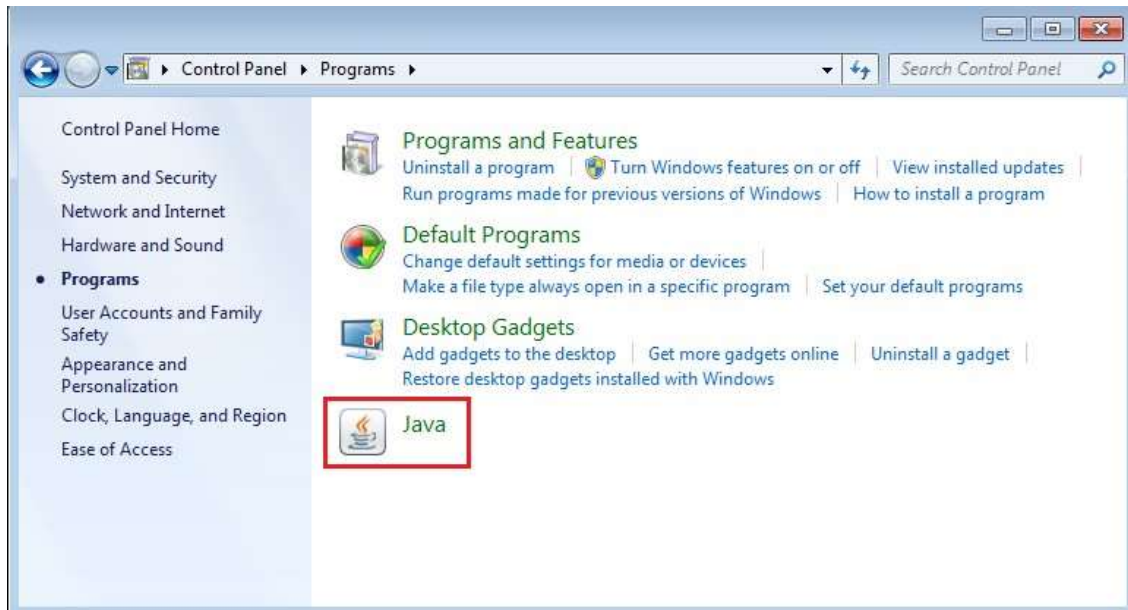 Control Panel Programs
Search Control Panel
Control Panel Home
System and Security
Network and Internet
Hardware and Sound
Programs
User Accounts and Family
Safety
Appearance and
Personalization
Clock, Language, and Region
Ease of Access
Programs and Features
Uninstall a program Turn Windows features on or off View installed updates
Run programs made for previous versions of Windows How to install a program
Default Programs
Change default settings for media or devices
Make a file type always open in a specific program Set your default programs
Desktop Gadgets
Add gadgets to the desktop Get more gadgets online Uninstall a gadget
Restore desktop gadgets installed with Windows
Java